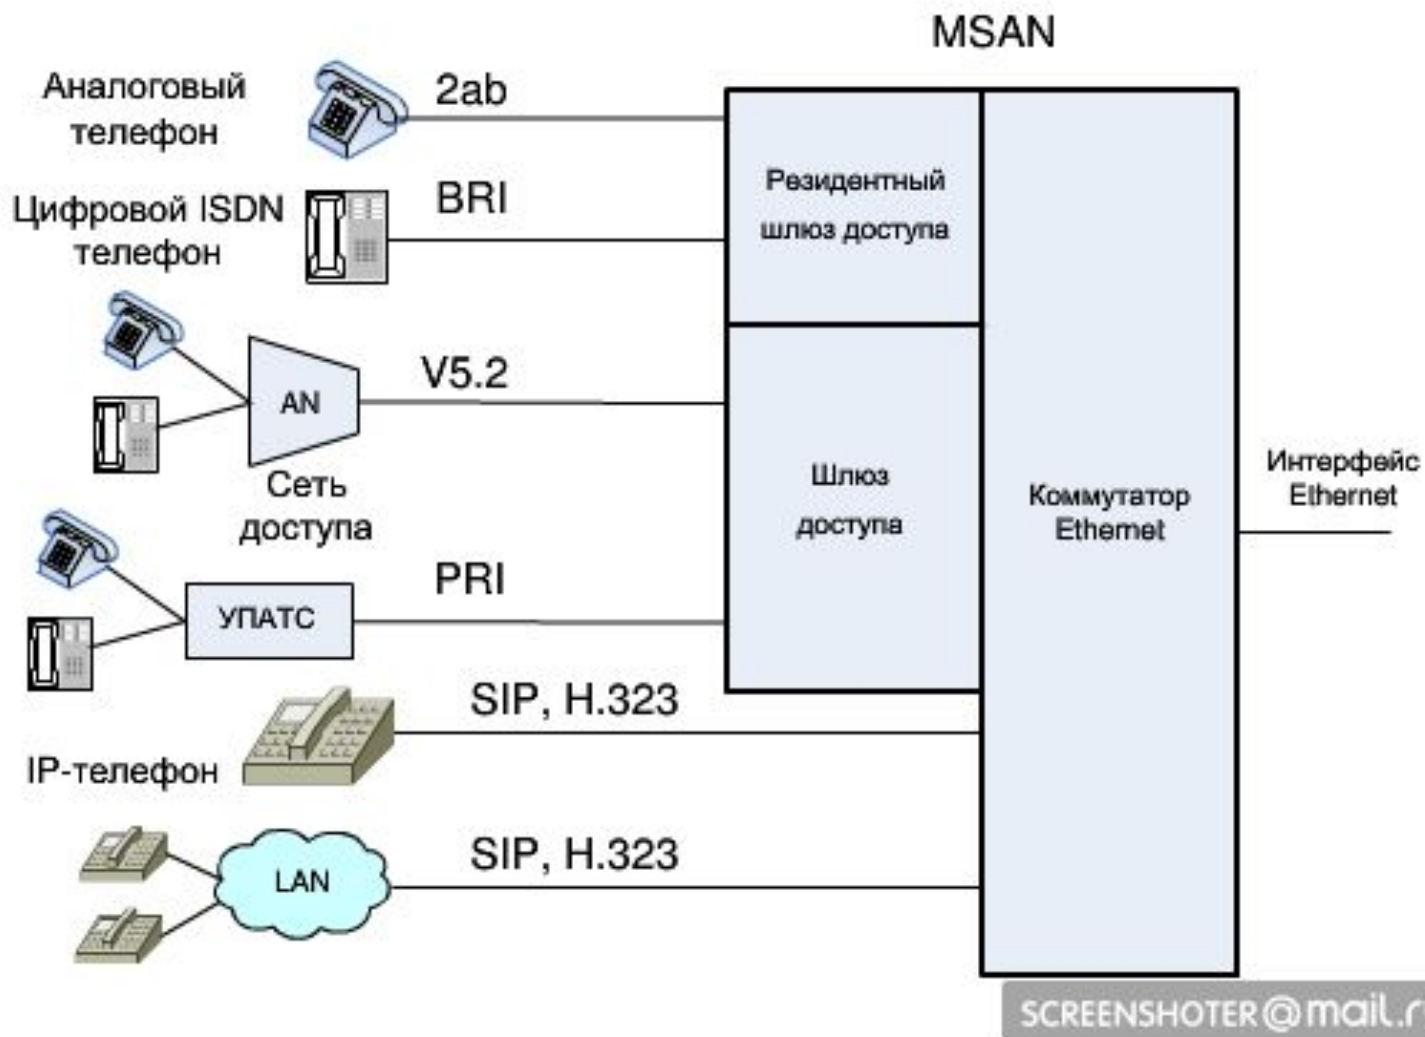 MSAN
Аналоговый
телефон
2ab
Цифровой ISDN
телефон
BRI
Резидентный
шлюз доступа
AN
V5.2
Сеть
доступа
Шлюз
доступа
Коммутатор
Ethernet
Интерфейс
Ethernet
УПАТС
PRI
SIP, H.323
IP-телефон
LAN
SIP, H.323
SCREENSHOTER@mail.r